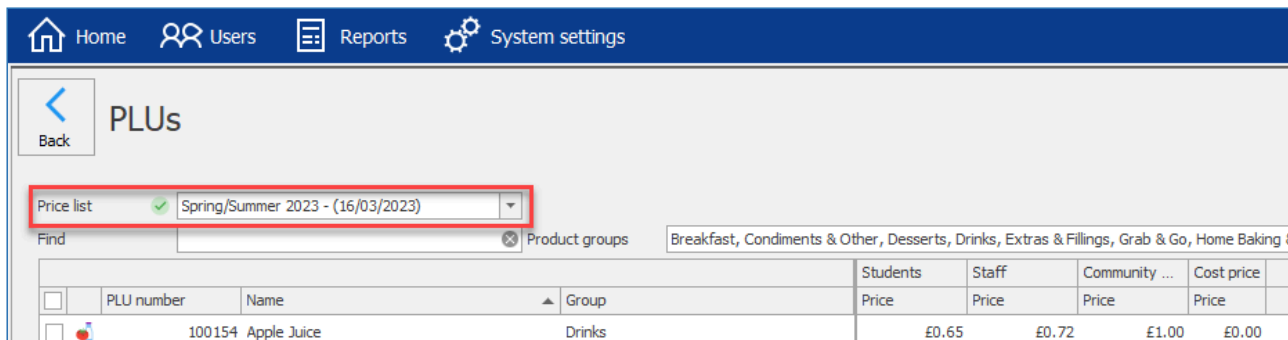 Home Users Reports System settings
Back
PLUs
Price list Spring/Summer 2023 - (16/03/2023)
Find Product groups Breakfast, Condiments & Other, Desserts, Drinks, Extras & Fillings, Grab & Go, Home Baking &
Students Staff Community ... Cost price
PLU number Name Group Price Price Price Price
100154 Apple Juice Drinks £0.65 £0.72 £1.00 £0.00